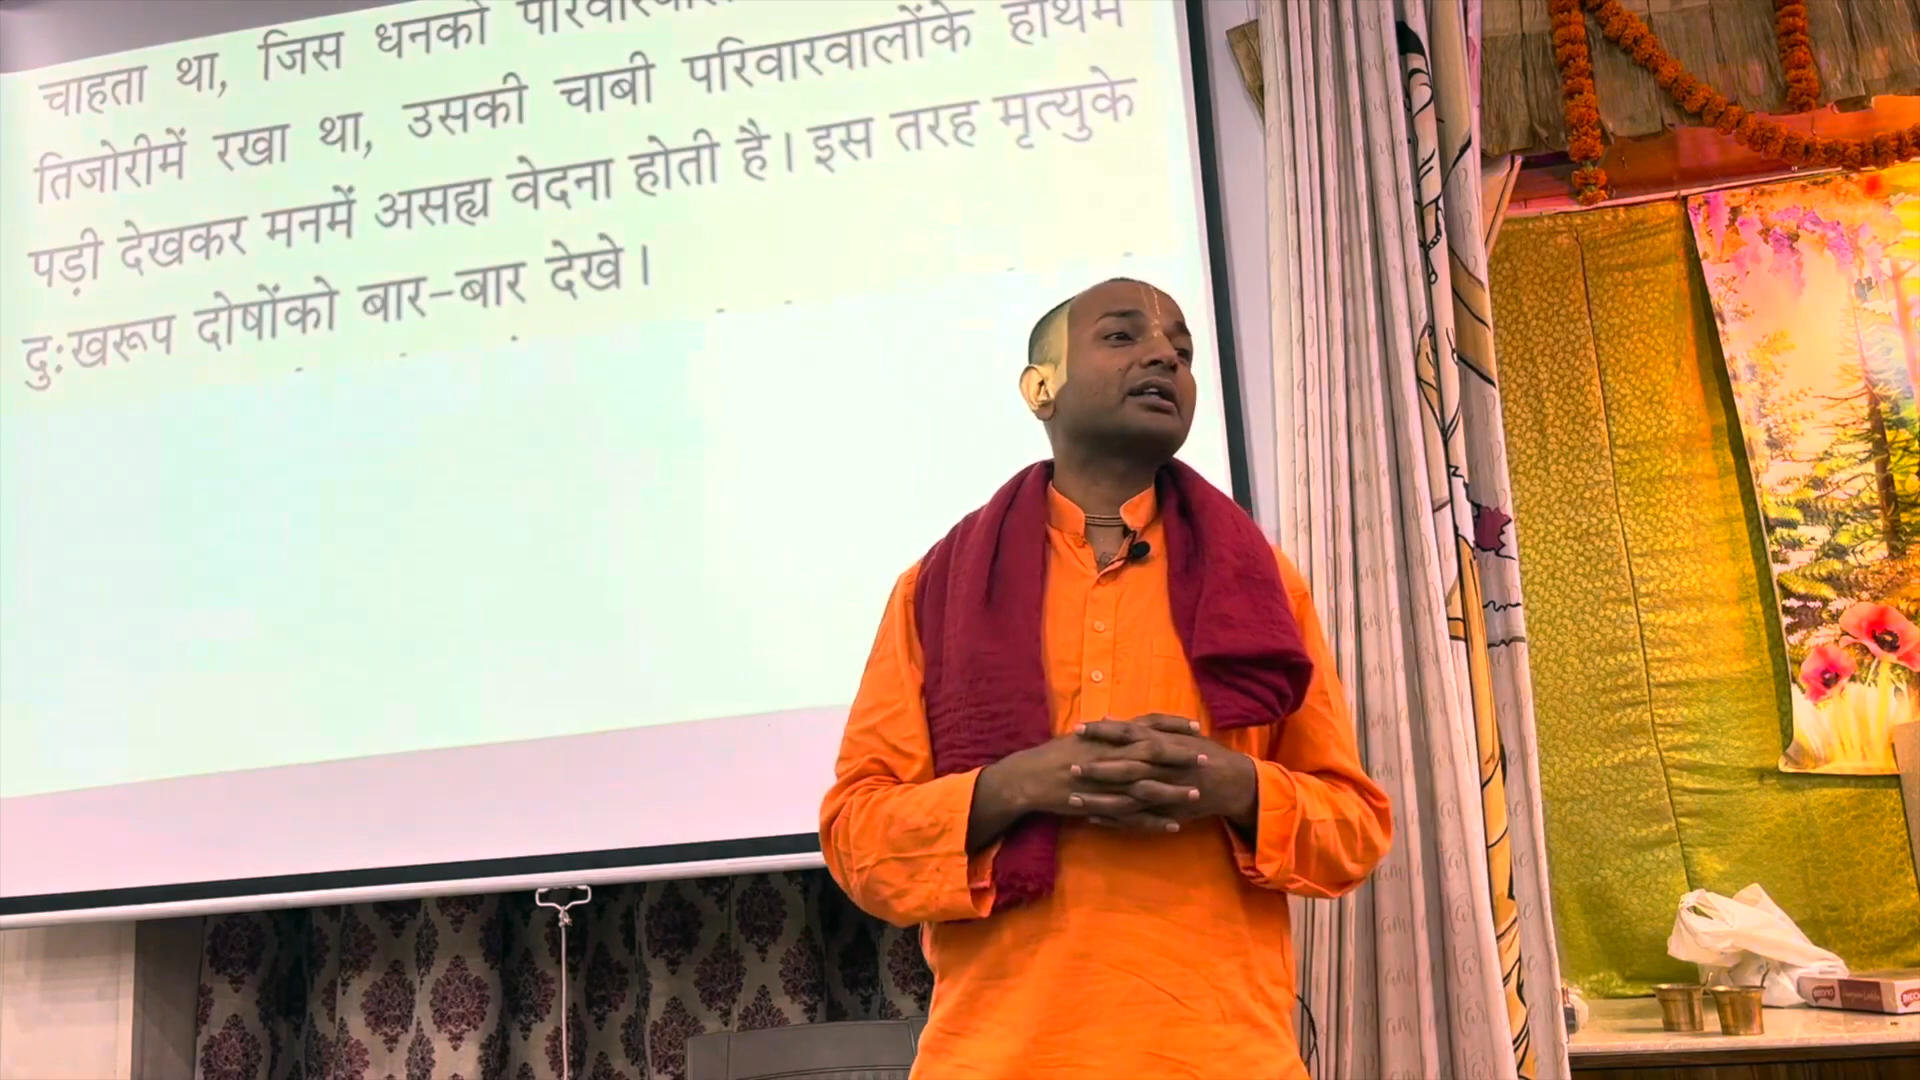 चाहता था, जिस धनको
तिजोरीमें रखा था, उसकी चाबी परिवारवालोंके हाथमें
पड़ी देखकर मनमें असह्य वेदना होती है। इस तरह मृत्युके
दुःखरूप दोषोंको बार-बार देखे।